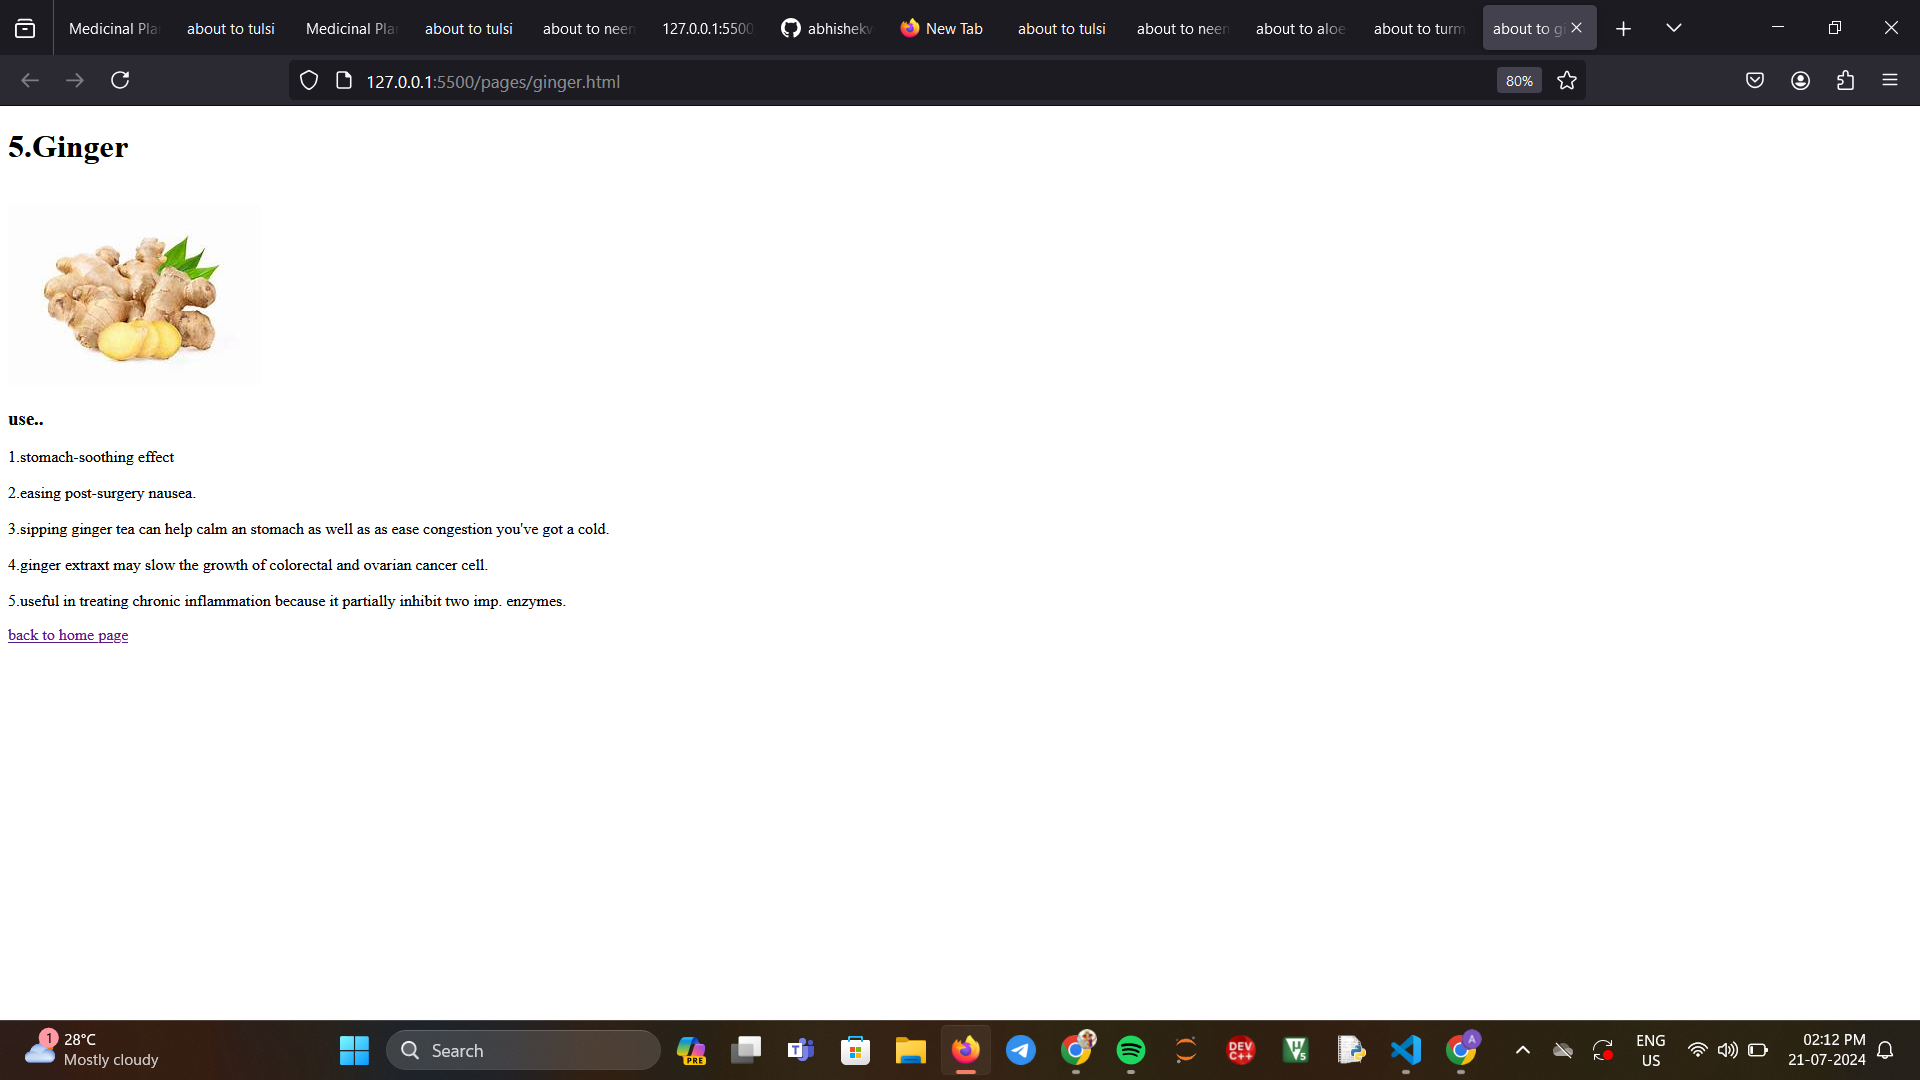 Medicinal Pla
about to tulsi
Medicinal Plan
about to tulsi
about to neem
127.0.0.1:5500
abhishekv
New Tab
about to tulsi
about to neem
about to aloe
about to turm
about to gi
127.0.0.1:5500/pages/ginger.html
80%
5.Ginger
use..
1.stomach-soothing effect
2.easing post-surgery nausea.
3.sipping ginger tea can help calm an stomach as well as as ease congestion you've got a cold.
4.ginger extraxt may slow the growth of colorectal and ovarian cancer cell.
5.useful in treating chronic inflammation because it partially inhibit two imp. enzymes.
back to home page
1
28°C
Mostly cloudy
Search
PRE
T
DEV
C++
5
A
ENG
US
02:12 PM
21-07-2024